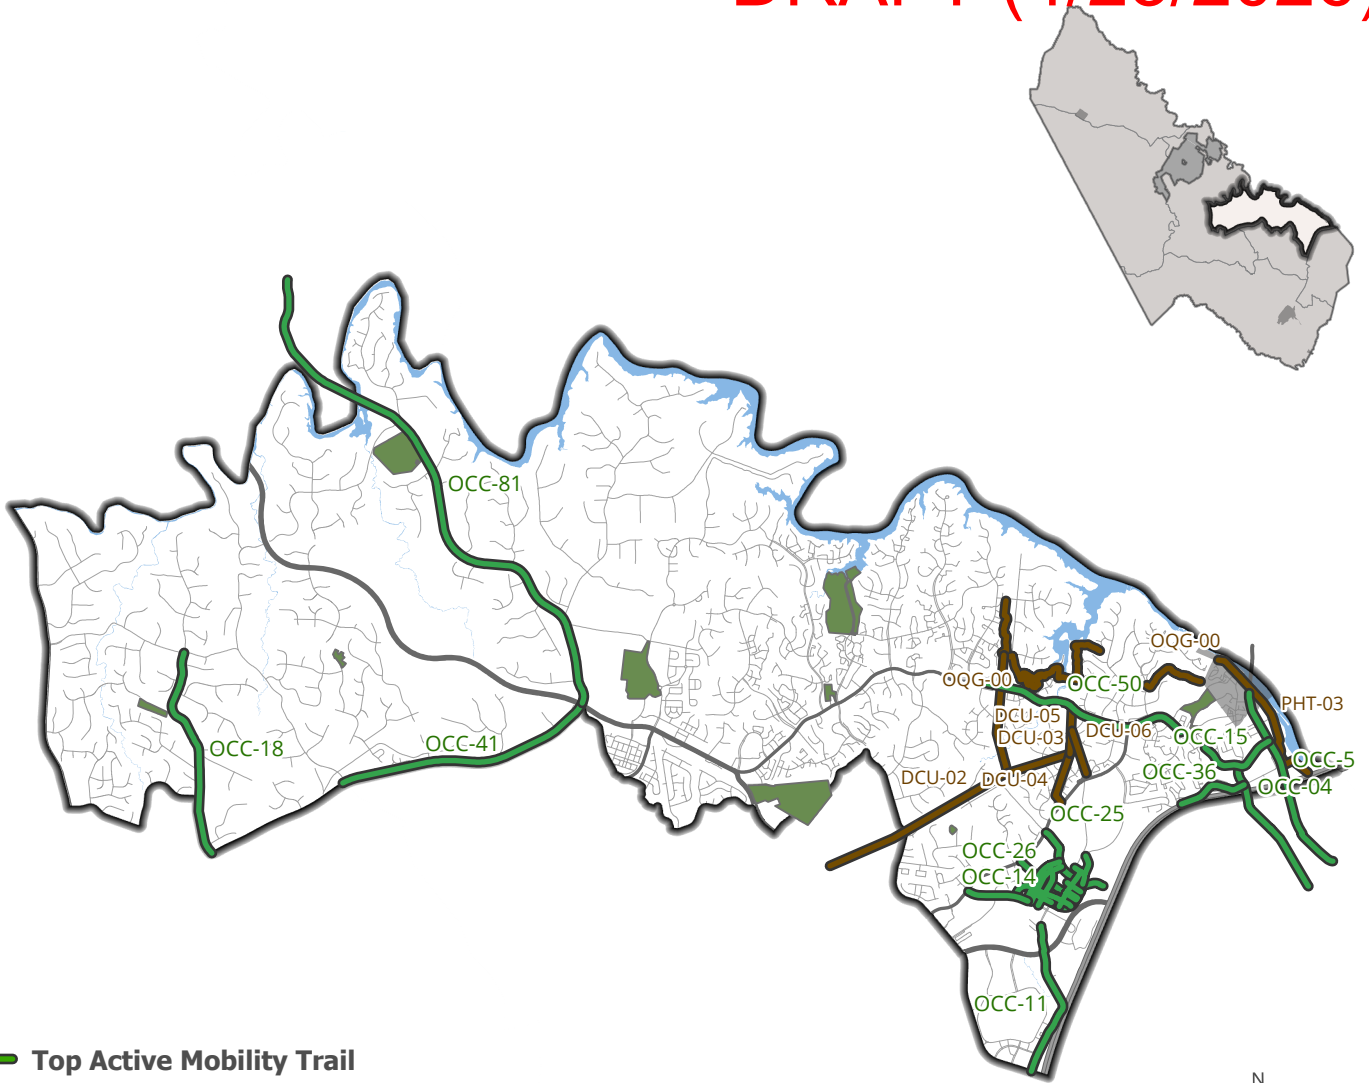 OCC-81
OQG-00
OQG-00
OCC-50
PHT-03
DCU-05
DCU-03
DCU-06
OCC-15
OCC-18
OCC-41
OCC-5
OCC-36
DCU-02
DCU-04
OCC-04
OCC-25
OCC-26
OCC-14
OCC-11
Top Active Mobility Trail
N